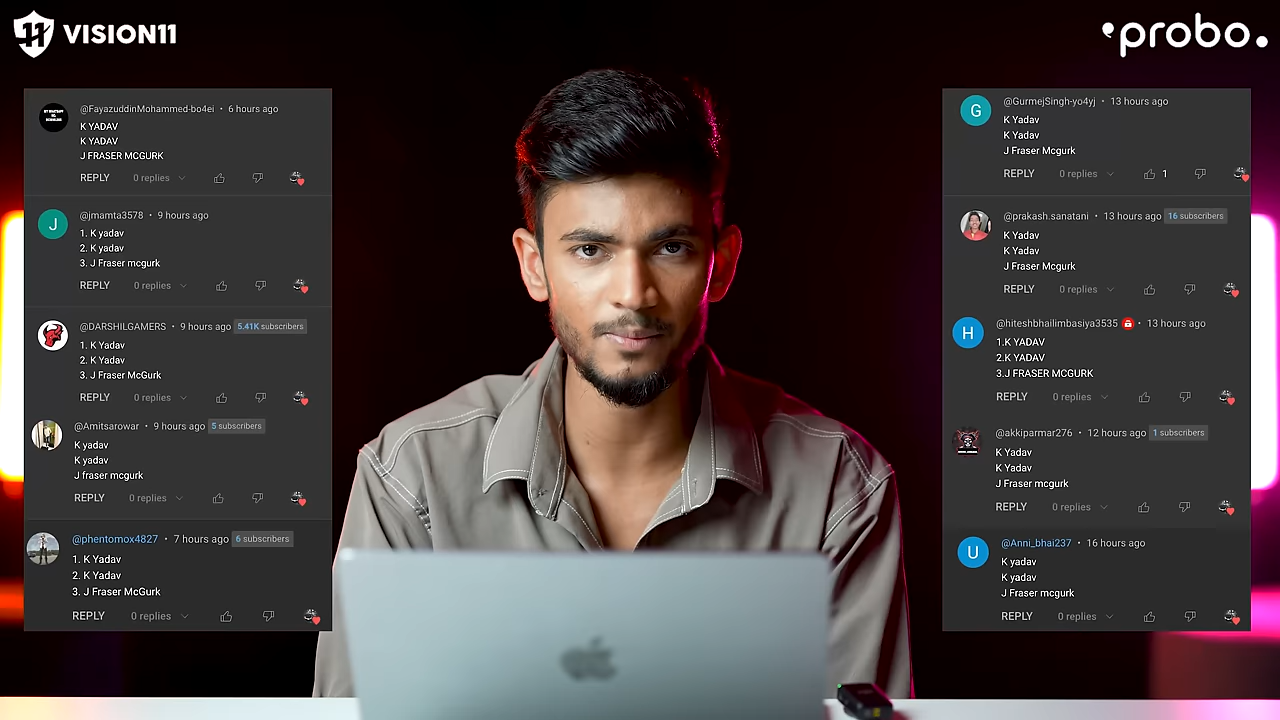 VISION11
probo.
@FayazuddinMohammed-bo4ei • 6 hours ago
K YADAV
K YADAV
J FRASER MCGURK
REPLY 0 replies
J
@jmamta3578 • 9 hours ago
1. K yadav
2. K yadav
3. J Fraser mcgurk
REPLY 0 replies
@DARSHILGAMERS • 9 hours ago 5.41K subscribers
1. K Yadav
2. K Yadav
3. J Fraser McGurk
REPLY 0 replies
@Amitsarowar • 9 hours ago 5 subscribers
K yadav
K yadav
J fraser mcgurk
REPLY 0 replies
@phentomox4827 • 7 hours ago 6 subscribers
1. K Yadav
2. K Yadav
3. J Fraser McGurk
REPLY 0 replies
G
@GurmejSingh-yo4yj • 13 hours ago
K Yadav
K Yadav
J Fraser Mcgurk
REPLY 0 replies 1
@prakash.sanatani • 13 hours ago 16 subscribers
K Yadav
K Yadav
J Fraser Mcgurk
REPLY 0 replies
H
@hiteshbhilimbasiya3535 • 13 hours ago
1.K YADAV
2.K YADAV
3.J FRASER MCGURK
REPLY 0 replies
@akkiparmar276 • 12 hours ago 1 subscribers
K Yadav
K Yadav
J Fraser mcgurk
REPLY 0 replies
U
@Anni_bhai237 • 16 hours ago
K yadav
K yadav
J Fraser mcgurk
REPLY 0 replies